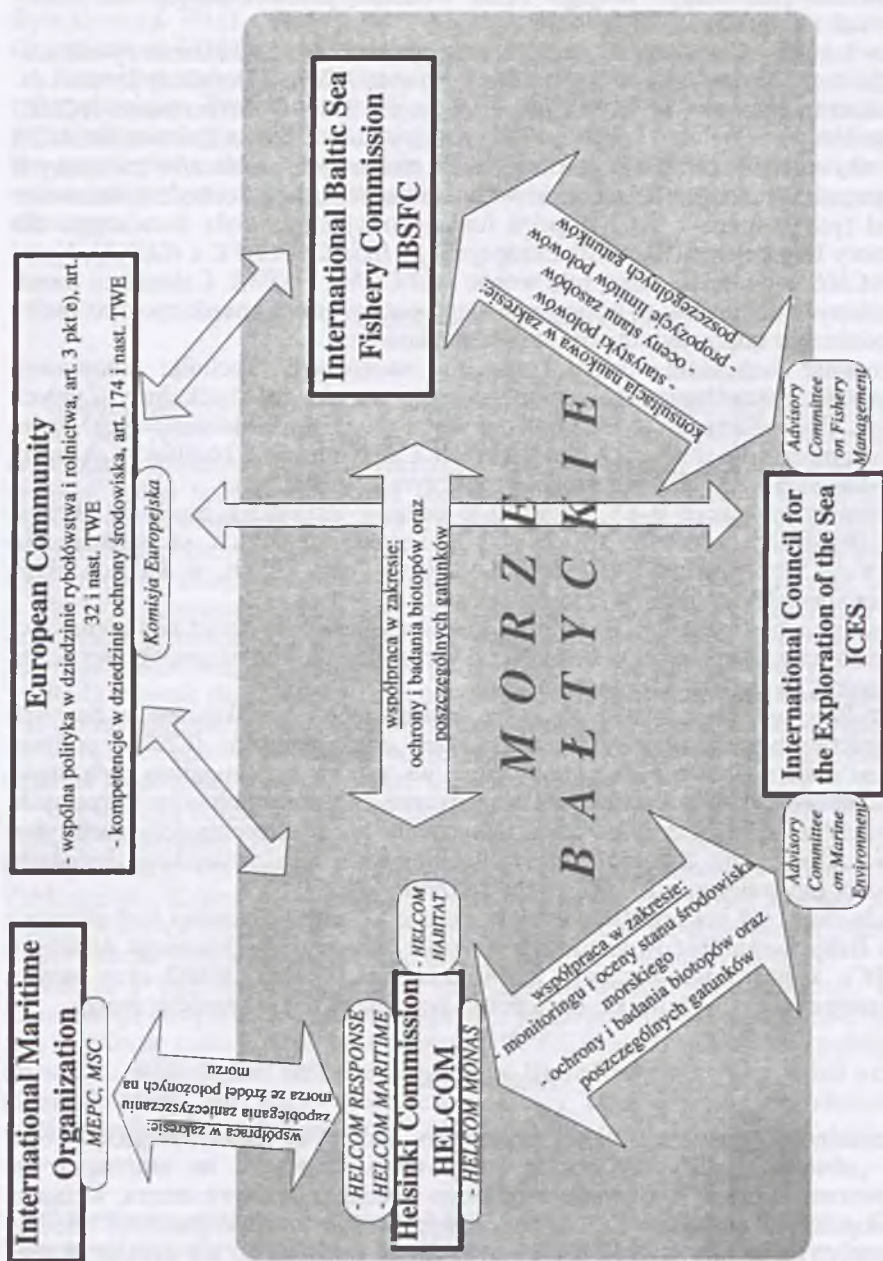 International Maritime
Organization
MEPC, MSC
European Community
- wspólna polityka w dziedzinie rybołówstwa i rolnictwa, art. 3 pkt e), art.
32 i nast. TWE
- kompetencje w dziedzinie ochrony środowiska, art. 174 i nast. TWE
Komisja Europejska
współpraca w zakresie:
zapobiegania zanieczyszczaniu
morza ze źródeł położonych na
morzu
- HELCOM RESPONSE
- HELCOM MARITIME
Helsinki Commission
HELCOM
HELCOM MONAS
- HELCOM
HABITAT
współpraca w zakresie:
ochrony i badania biotopów oraz
poszczególnych gatunków
International Baltic Sea
Fishery Commission
IBSFC
MORZE
BAŁTYCKIE
współpraca w zakresie:
- monitoringu i oceny stanu środowiska
morskiego
- ochrony i badania biotopów oraz
poszczególnych gatunków
konsultacja naukowa w zakresie:
- statystyki połowów
- oceny stanu zasobów
- propozycje limitów połowów
poszczególnych gatunków
Advisory
Committee
on Marine
Environment
International Council for
the Exploration of the Sea
ICES
Advisory
Committee
on Fishery
Management